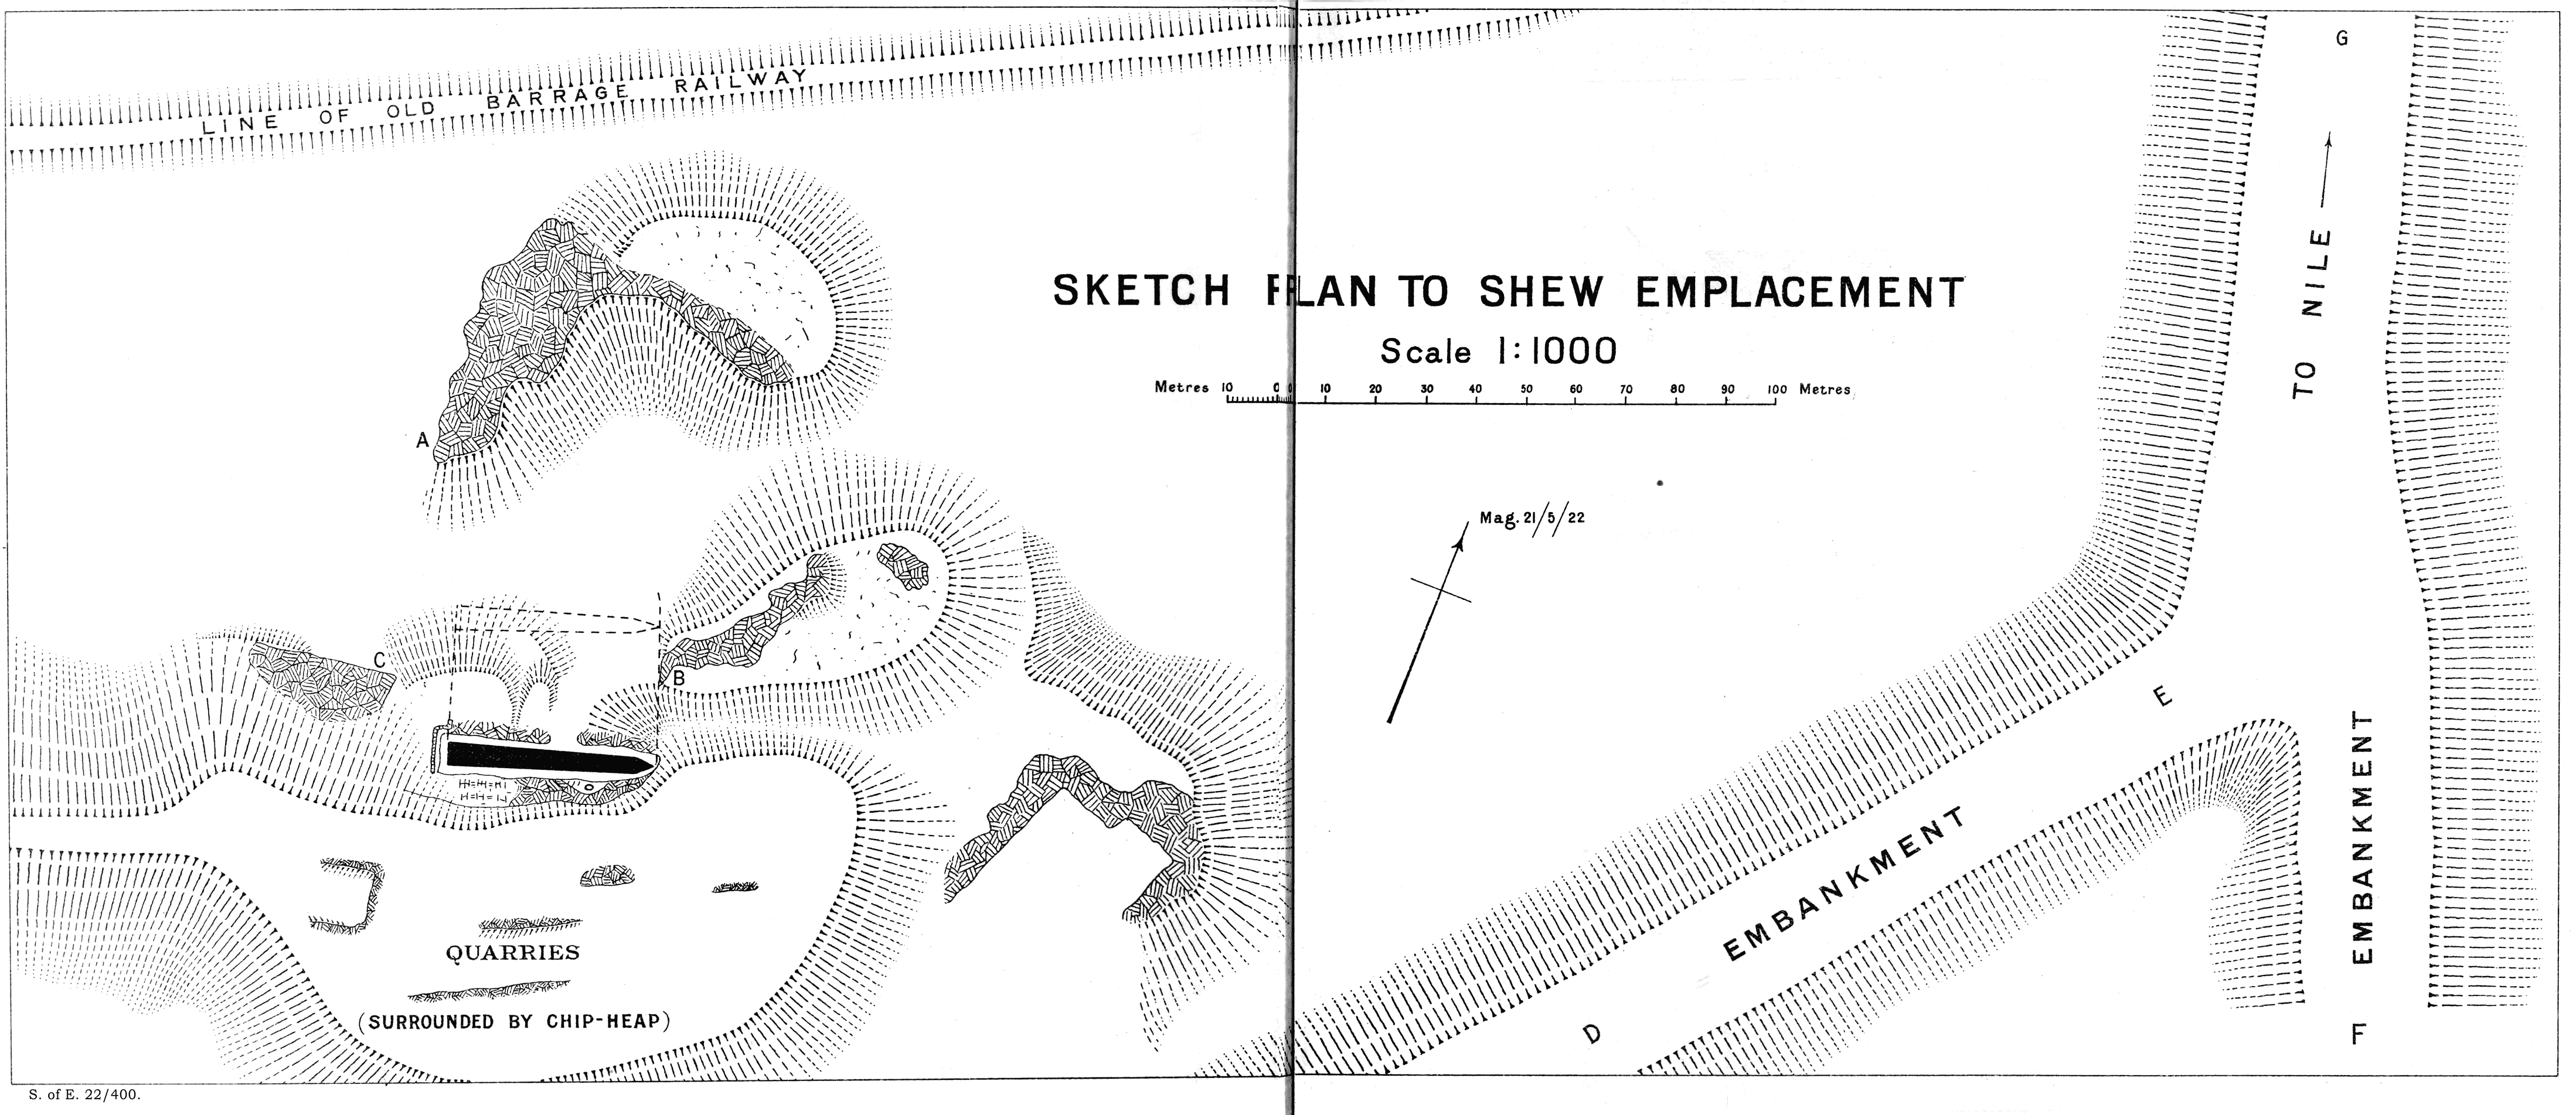 LINE OF OLD BARRAGE RAILWAY
G
TO NILE
SKETCH PLAN TO SHEW EMPLACEMENT
Scale 1:1000
Metres 10 0 0 10 20 30 40 50 60 70 80 90 100 Metres
A
Mag. 21/5/22
C
B
E
EMBANKMENT
EMBANKMENT
QUARRIES
(SURROUNDED BY CHIP-HEAP)
D
F
S. of E. 22/400.